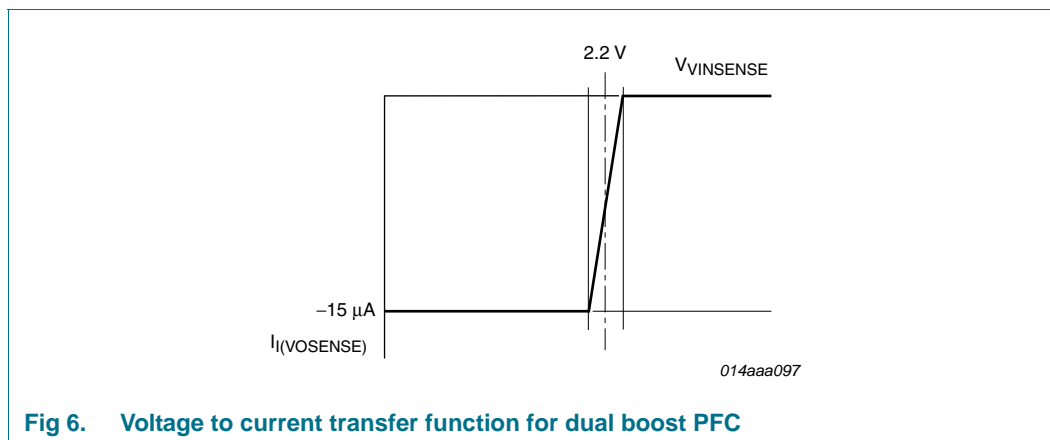 2.2 V
VVINSENSE
−15 μA
II(VOSENSE)
014aaa097
Fig 6. Voltage to current transfer function for dual boost PFC